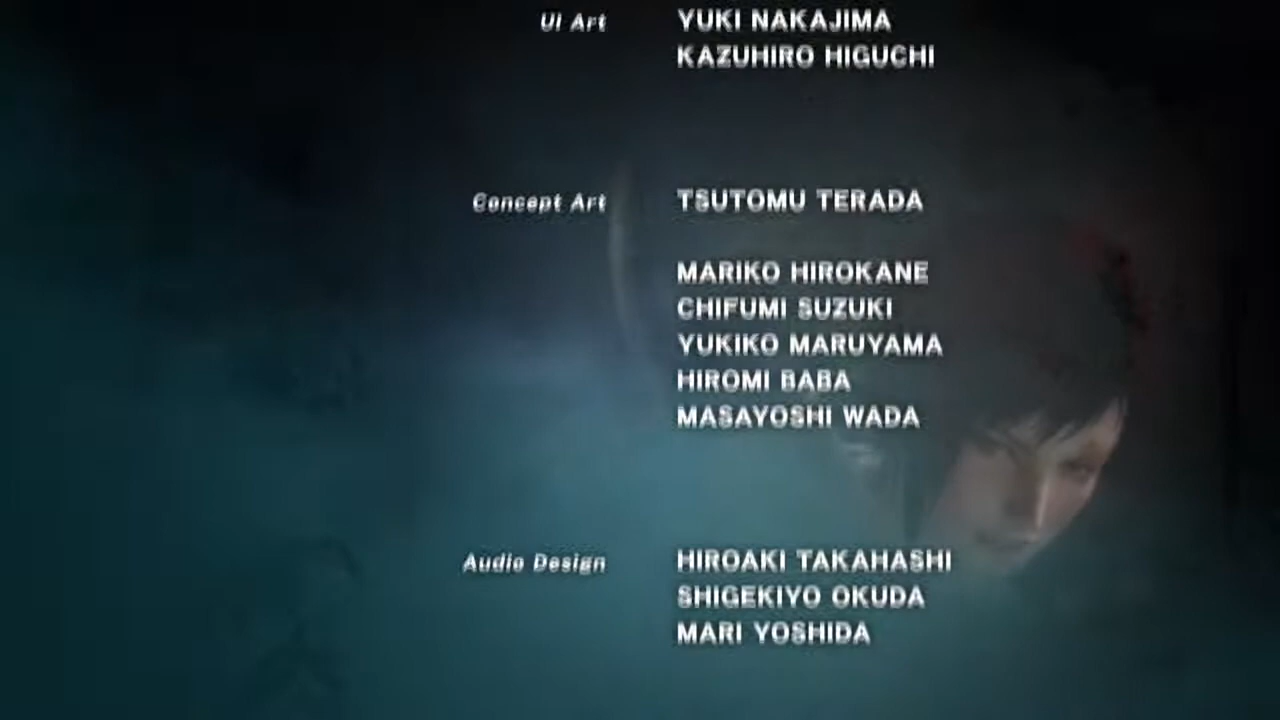 UI Art YUKI NAKAJIMA
KAZUHIRO HIGUCHI
Concept Art TSUTOMU TERADA
MARIKO HIROKANE
CHIFUMI SUZUKI
YUKIKO MARUYAMA
HIROMI BABA
MASAYOSHI WADA
Audio Design HIROAKI TAKAHASHI
SHIGEKIYO OKUDA
MARI YOSHIDA